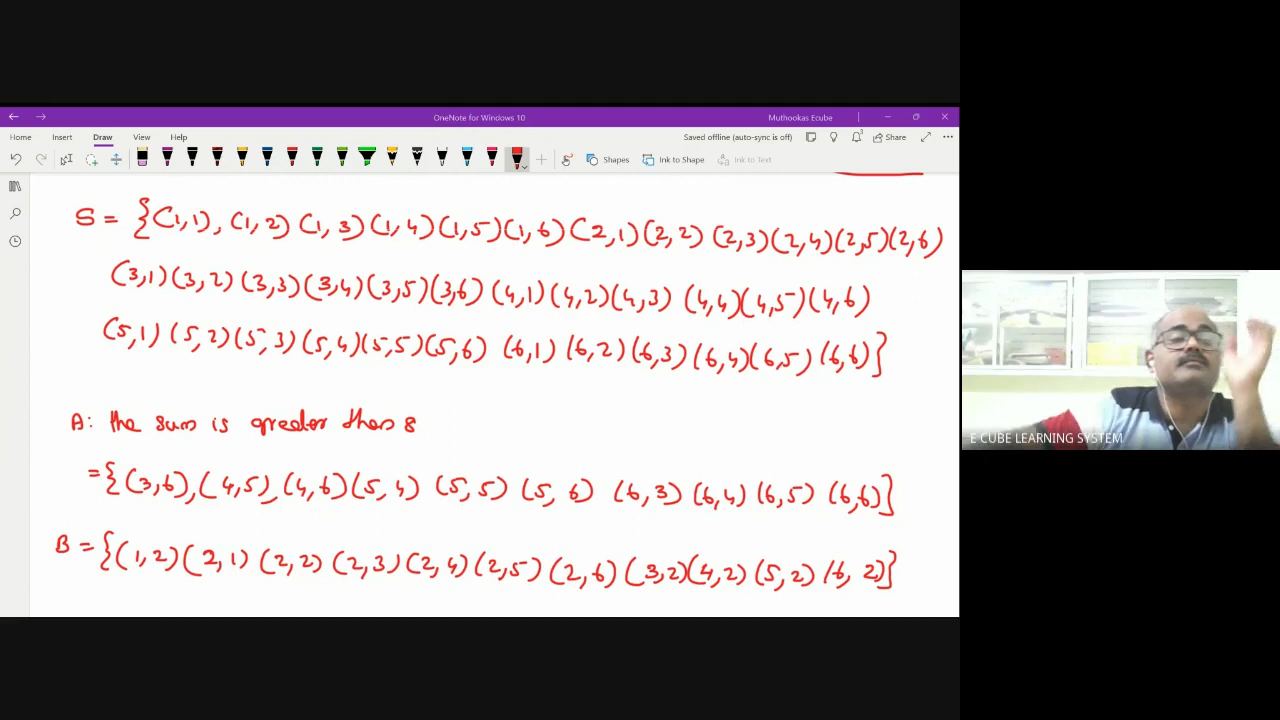 OneNote for Windows 10
Muthookas Ecube
Home Insert Draw View Help
Saved offline (auto-sync is off)
Share
Shapes
Ink to Shape
Ink to Text
S = {(1,1), (1,2) (1,3) (1,4) (1,5) (1,6) (2,1) (2,2) (2,3) (2,4) (2,5) (2,6)
(3,1) (3,2) (3,3) (3,4) (3,5) (3,6) (4,1) (4,2) (4,3) (4,4) (4,5) (4,6)
(5,1) (5,2) (5,3) (5,4) (5,5) (5,6) (6,1) (6,2) (6,3) (6,4) (6,5) (6,6)}
A: the sum is greater than 8
= {(3,6), (4,5), (4,6) (5,4) (5,5) (5,6) (6,3) (6,4) (6,5) (6,6)}
B = {(1,2) (2,1) (2,2) (2,3) (2,4) (2,5) (2,6) (3,2) (4,2) (5,2) (6,2)}
E CUBE LEARNING SYSTEM